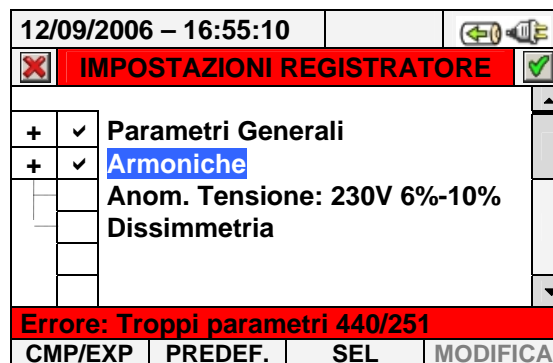 12/09/2006 – 16:55:10
IMPOSTAZIONI REGISTRATORE
+ Parametri Generali
+ Armoniche
Anom. Tensione: 230V 6%-10%
Dissimmetria
Errore: Troppi parametri 440/251
CMP/EXP PREDEF. SEL MODIFICA